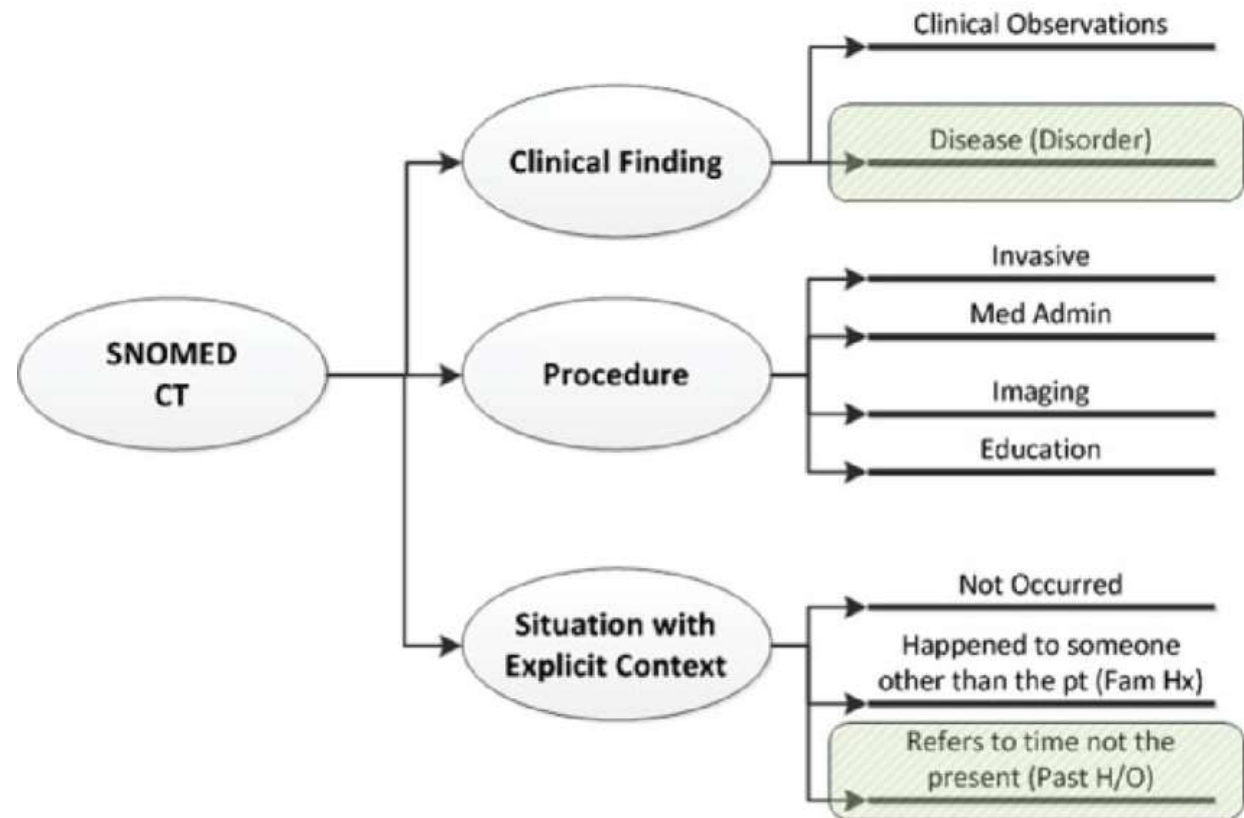 Clinical Observations
Disease (Disorder)
Clinical Finding
Invasive
Med Admin
SNOMED
CT
Procedure
Imaging
Education
Not Occurred
Situation with
Explicit Context
Happened to someone
other than the pt (Fam Hx)
Refers to time not the
present (Past H/O)